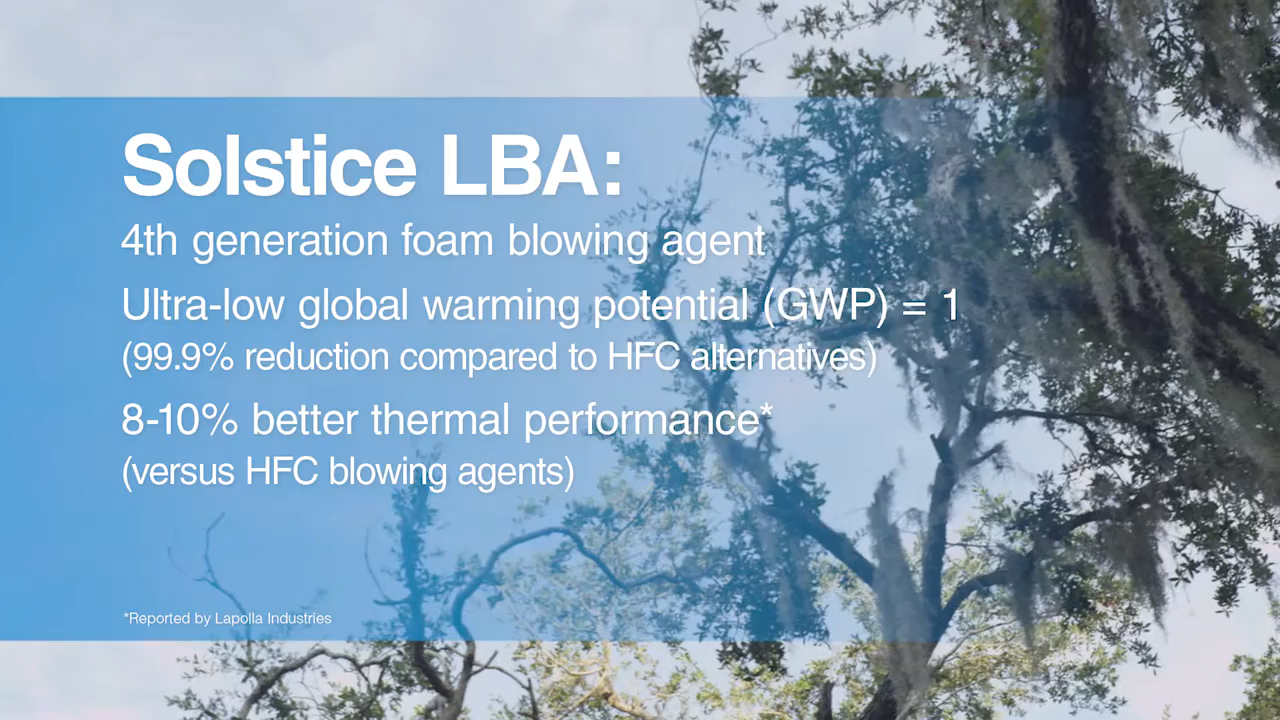 Solstice LBA:
4th generation foam blowing agent
Ultra-low global warming potential (GWP) = 1
(99.9% reduction compared to HFC alternatives)
8-10% better thermal performance*
(versus HFC blowing agents)
*Reported by Lapolla Industries